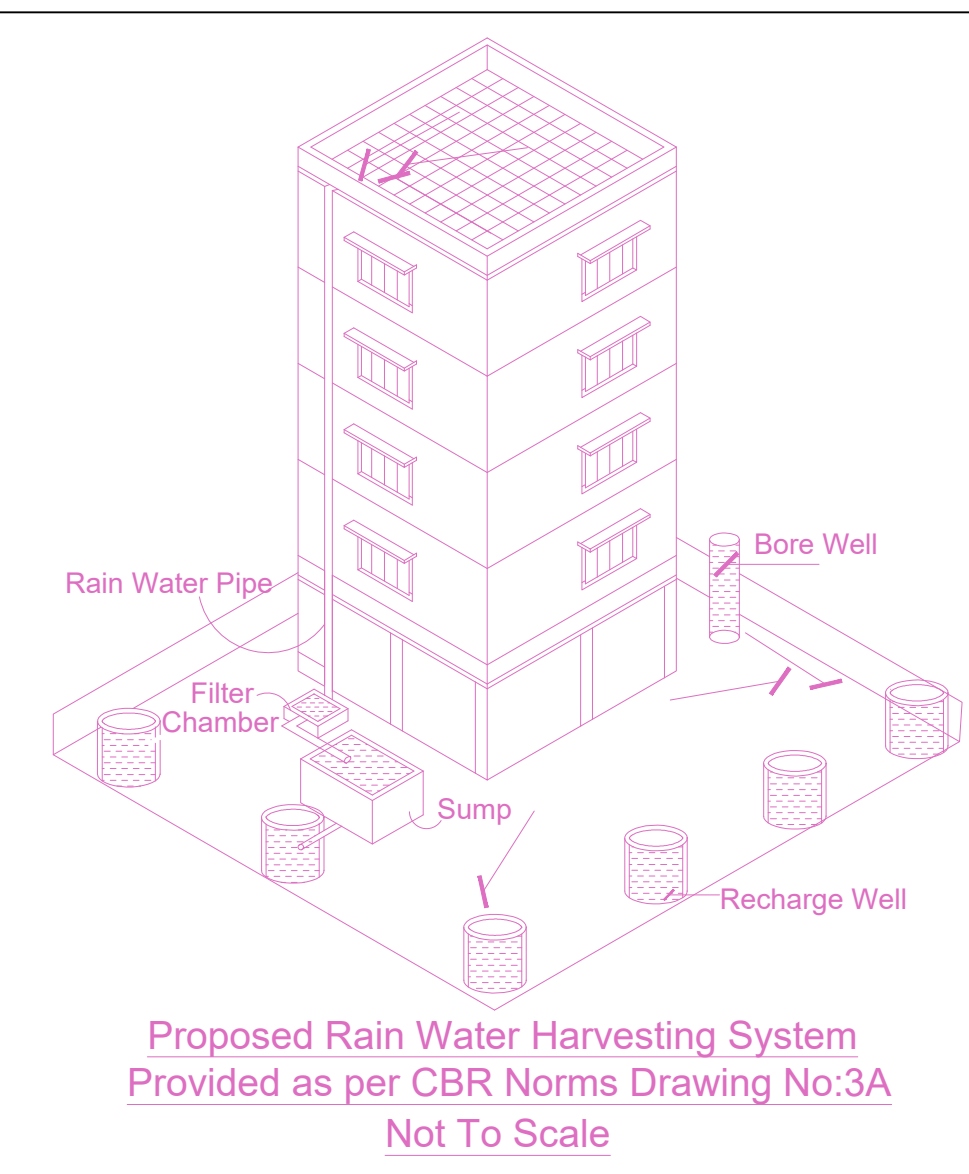 Bore Well
Rain Water Pipe
Filter
Chamber
Sump
Recharge Well
Proposed Rain Water Harvesting System
Provided as per CBR Norms Drawing No:3A
Not To Scale